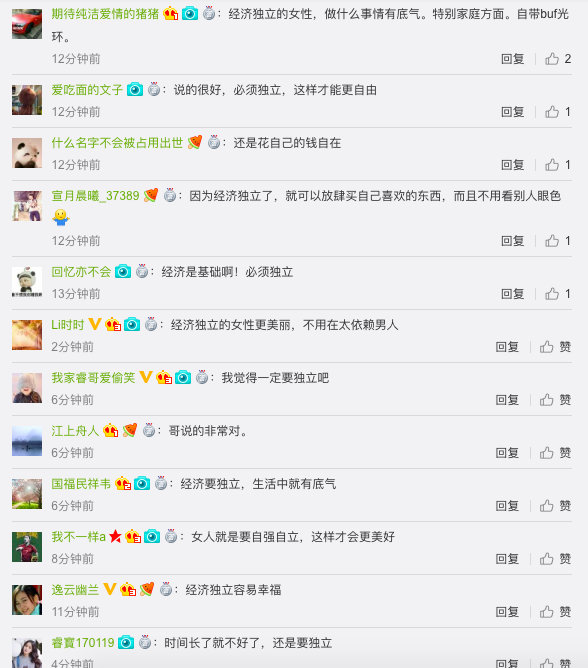 期待纯洁爱情的猪猪：经济独立的女性，做什么事情有底气。特别家庭方面。自带buf光
环。
12分钟前 回复 2
爱吃面的文子：说的很好，必须独立，这样才能更自由
12分钟前 回复 1
什么名字不会被占用出世：还是花自己的钱自在
12分钟前 回复 1
宣月晨曦_37389：因为经济独立了，就可以放肆买自己喜欢的东西，而且不用看别人眼色
12分钟前 回复 1
回忆亦不会：经济是基础啊！必须独立
13分钟前 回复 1
Li时时：经济独立的女性更美丽，不用在太依赖男人
2分钟前 回复 赞
我家睿哥爱偷笑：我觉得一定要独立吧
6分钟前 回复 赞
江上舟人：哥说的非常对。
6分钟前 回复 赞
国福民祥韦：经济要独立，生活中就有底气
6分钟前 回复 赞
我不一样a：女人就是要自强自立，这样才会更美好
8分钟前 回复 赞
逸云幽兰：经济独立容易幸福
11分钟前 回复 赞
睿寶170119：时间长了就不好了，还是要独立
4分钟前 回复 赞